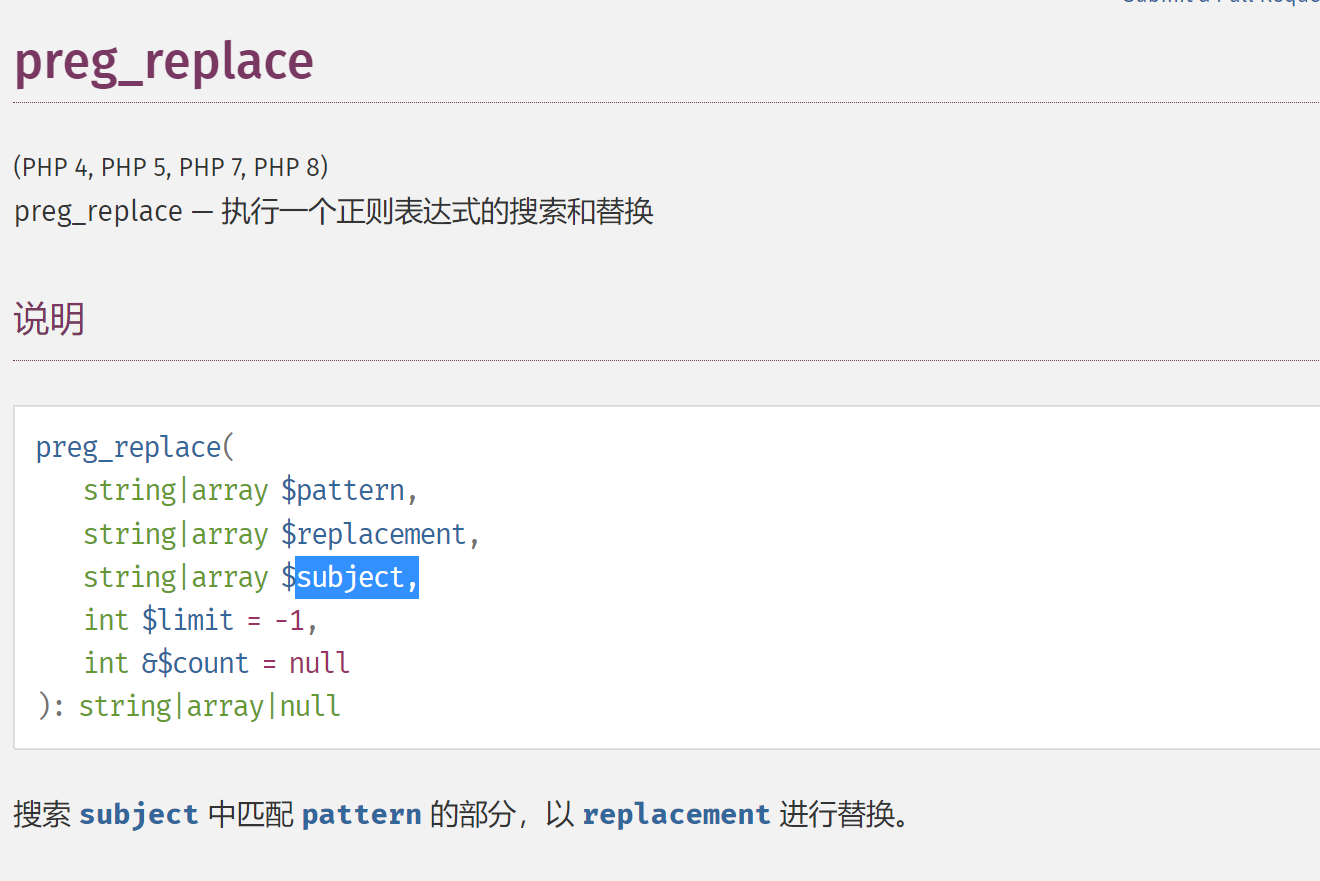 preg_replace
(PHP 4, PHP 5, PHP 7, PHP 8)
preg_replace — 执行一个正则表达式的搜索和替换
说明
preg_replace(
string|array $pattern,
string|array $replacement,
string|array $subject,
int $limit = -1,
int &$count = null
): string|array|null
搜索 subject 中匹配 pattern 的部分，以 replacement 进行替换。